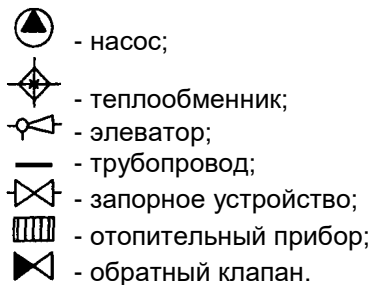 - насос;
- теплообменник;
- элеватор;
- трубопровод;
- запорное устройство;
- отопительный прибор;
- обратный клапан.